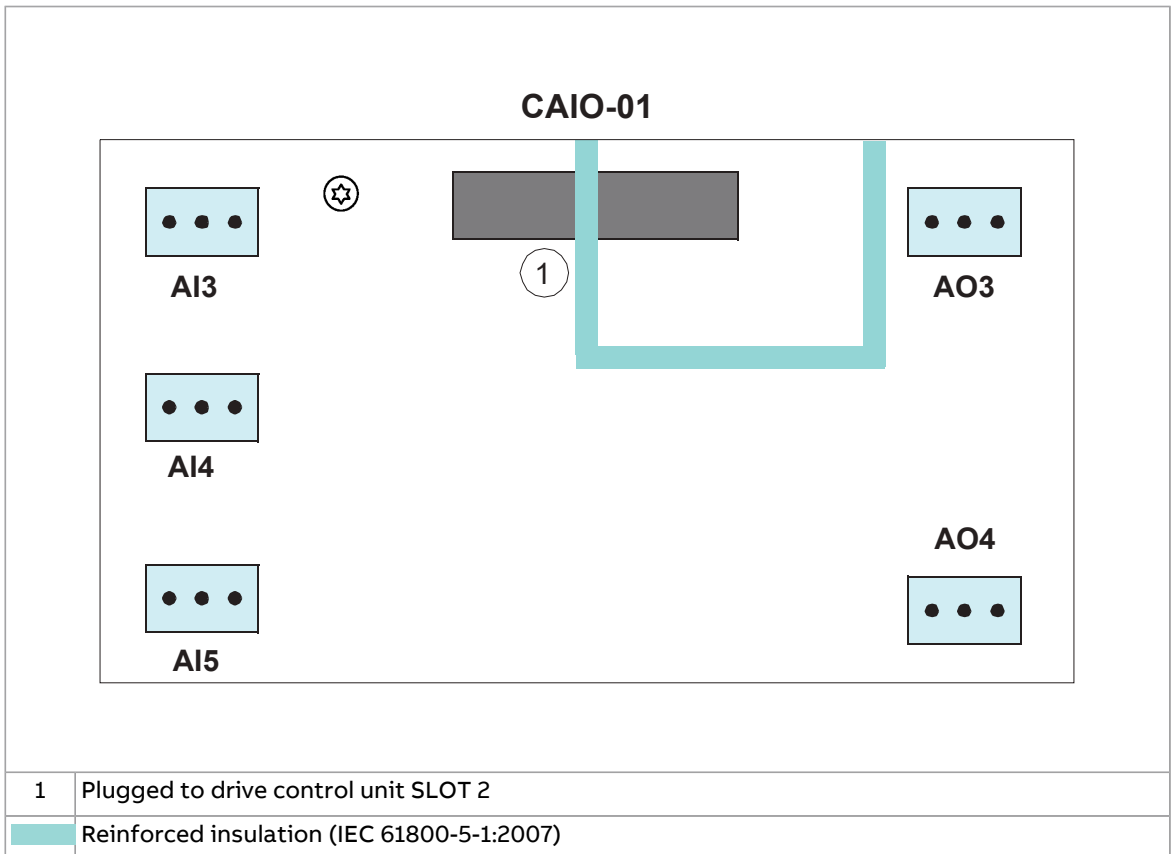 CAIO-01
AI3
1
AO3
AI4
AO4
AI5
1 Plugged to drive control unit SLOT 2
Reinforced insulation (IEC 61800-5-1:2007)